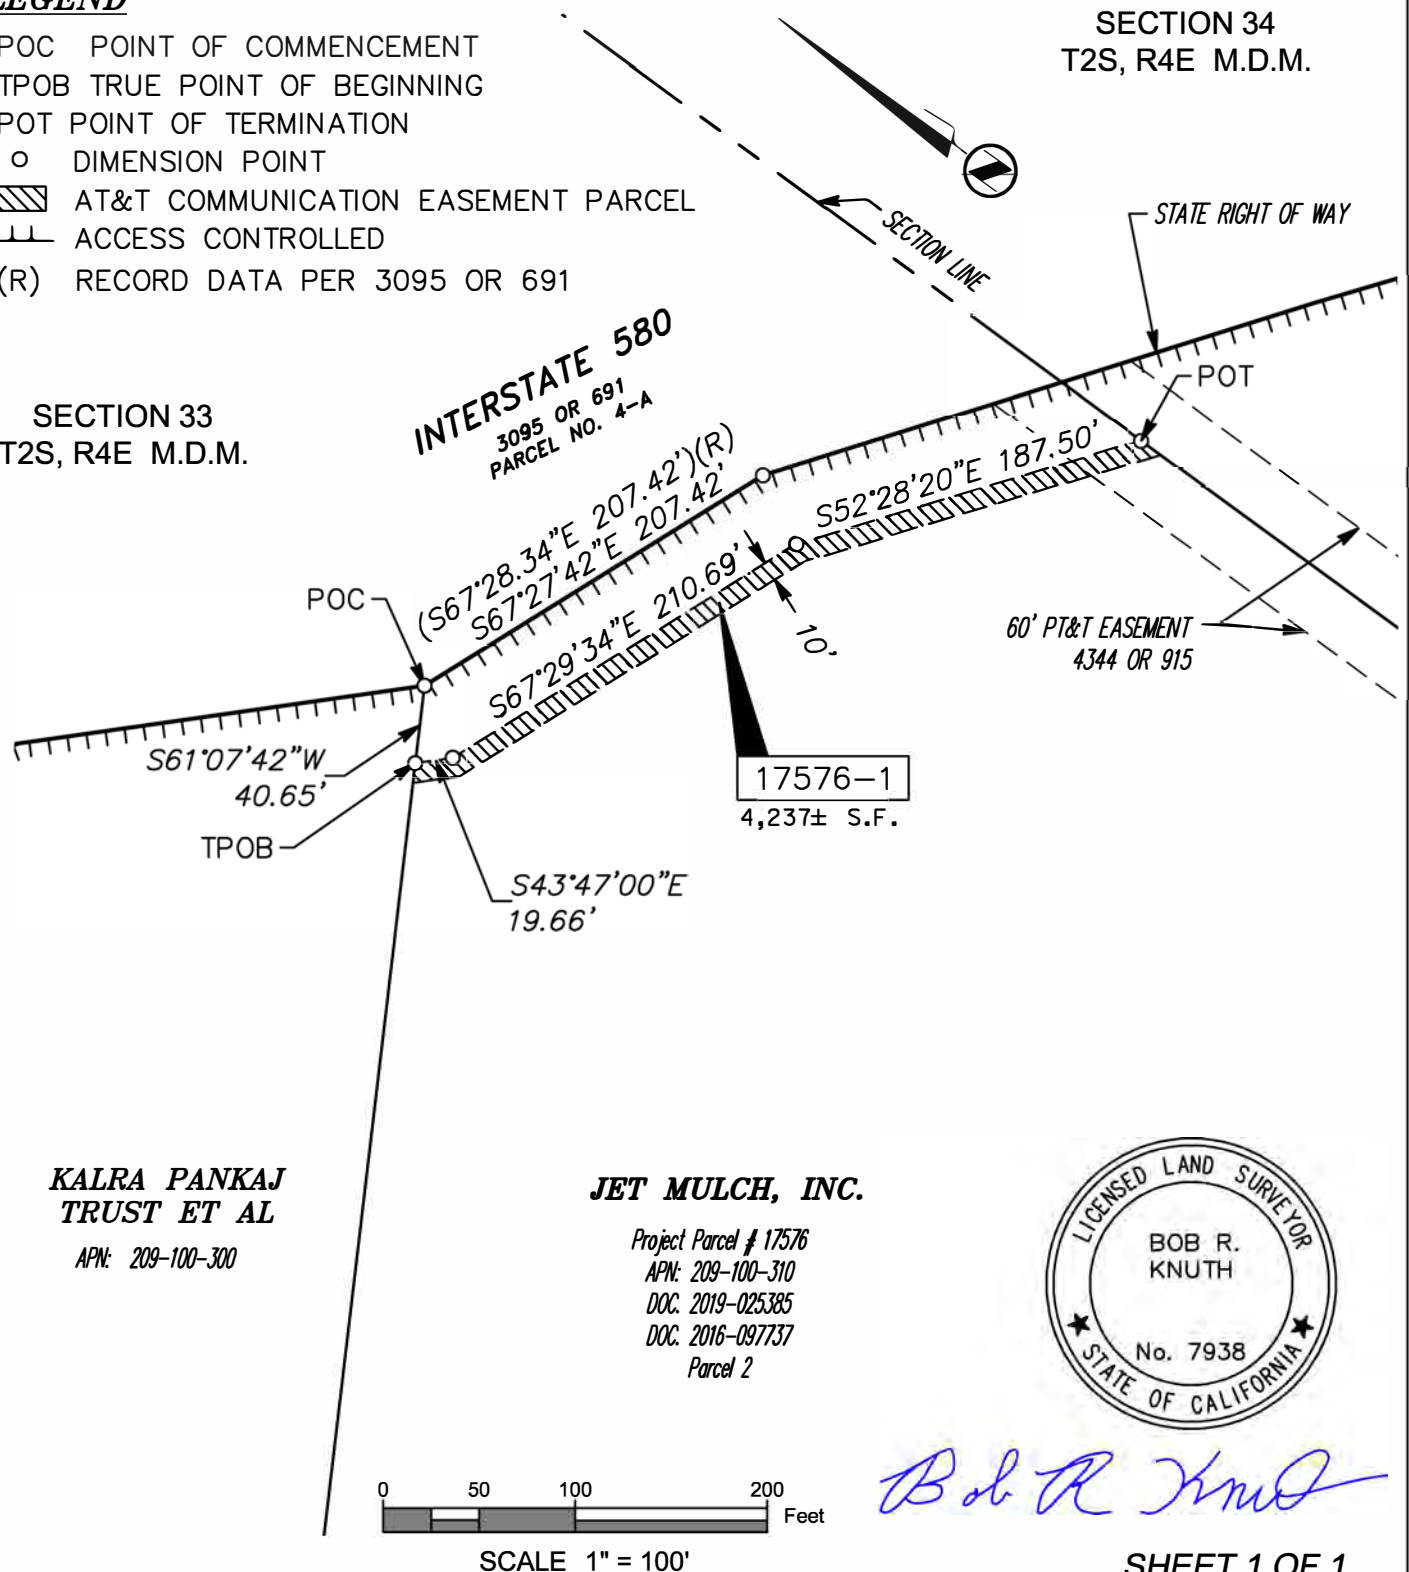 LEGEND
POC POINT OF COMMENCEMENT
TPOB TRUE POINT OF BEGINNING
POT POINT OF TERMINATION
DIMENSION POINT
AT&T COMMUNICATION EASEMENT PARCEL
ACCESS CONTROLLED
(R) RECORD DATA PER 3095 OR 691
SECTION 34
T2S, R4E M.D.M.
SECTION LINE
STATE RIGHT OF WAY
INTERSTATE 580
3095 OR 691
PARCEL NO. 4-A
SECTION 33
T2S, R4E M.D.M.
POT
(S67°28.34"E 207.42')(R)
S67°27'42"E 207.42'
S52°28'20"E 187.50'
S67°29'34"E 210.69'
10'
POC
60' PT&T EASEMENT
4344 OR 915
S61°07'42"W
40.65'
TPOB
17576-1
4,237± S.F.
S43°47'00"E
19.66'
KALRA PANKAJ
TRUST ET AL
APN: 209-100-300
JET MULCH, INC.
Project Parcel # 17576
APN: 209-100-310
DOC. 2019-025385
DOC. 2016-097737
Parcel 2
LICENSED LAND SURVEYOR
BOB R.
KNUTH
No. 7938
STATE OF CALIFORNIA
Bob R Knuth
0 50 100 200
Feet
SCALE 1" = 100'
SHEET 1 OF 1